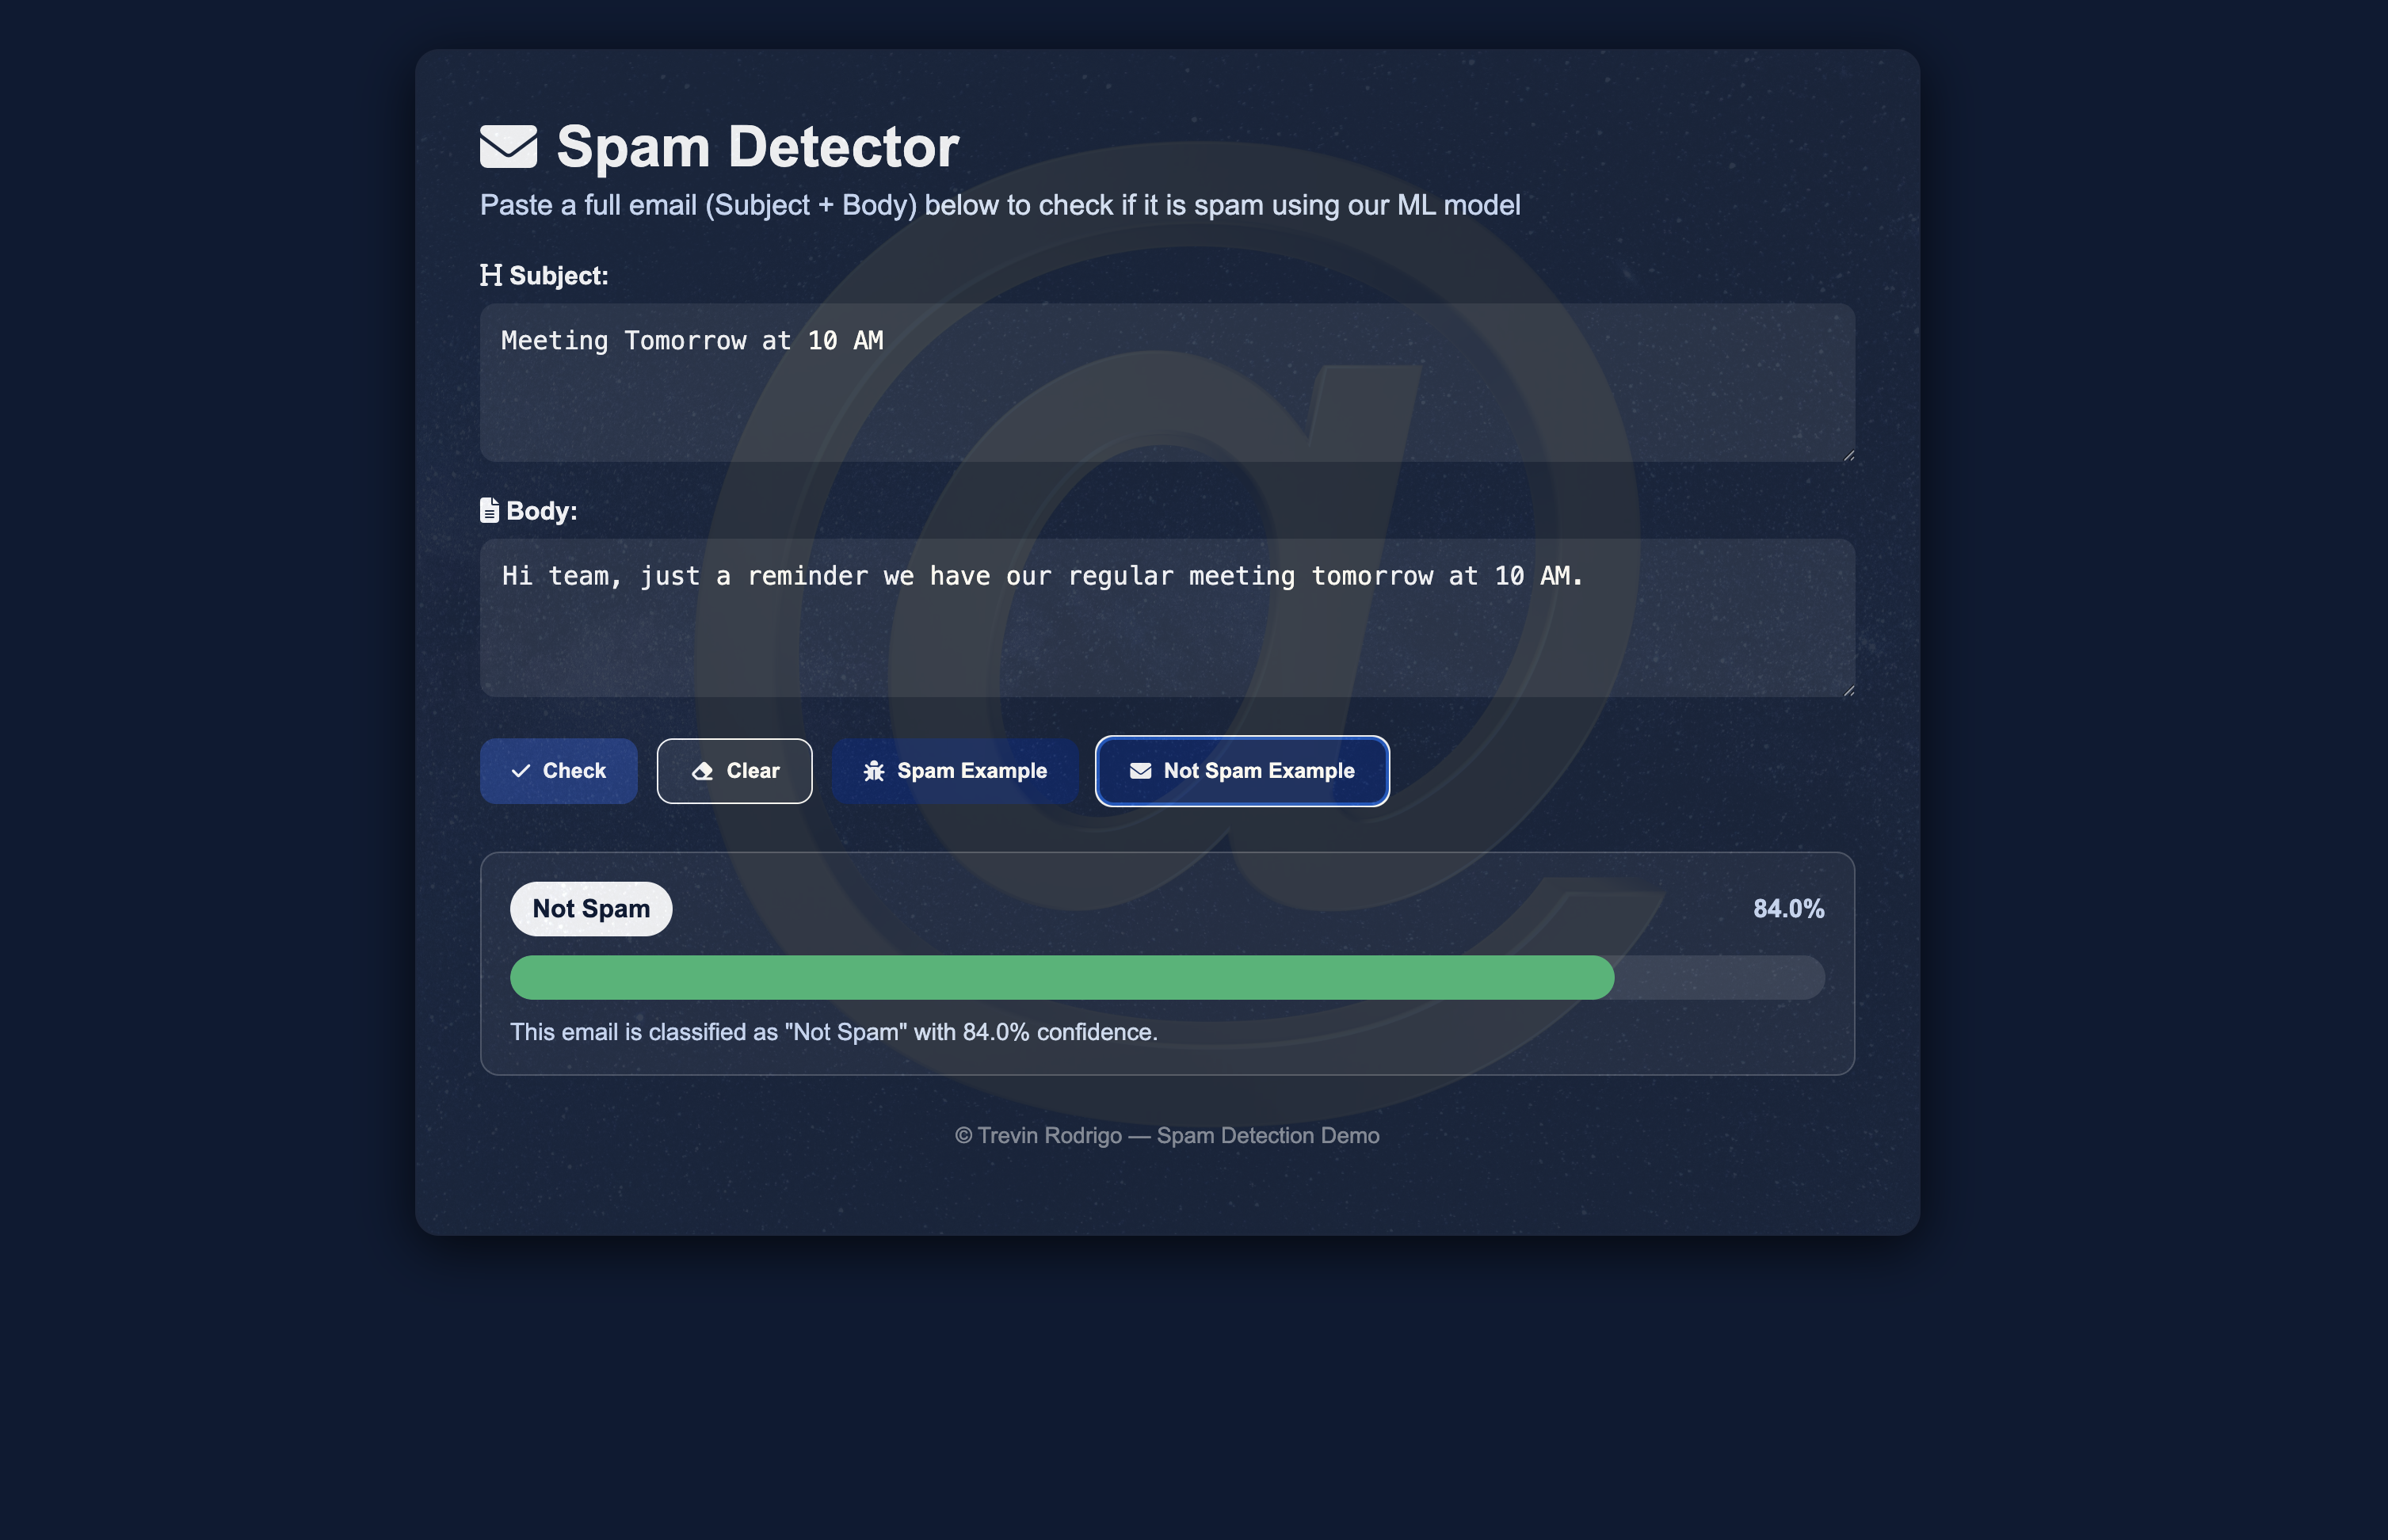 Spam Detector
Paste a full email (Subject + Body) below to check if it is spam using our ML model
Subject:
Meeting Tomorrow at 10 AM
Body:
Hi team, just a reminder we have our regular meeting tomorrow at 10 AM.
Check Clear Spam Example Not Spam Example
Not Spam 84.0%
This email is classified as "Not Spam" with 84.0% confidence.
© Trevin Rodrigo — Spam Detection Demo